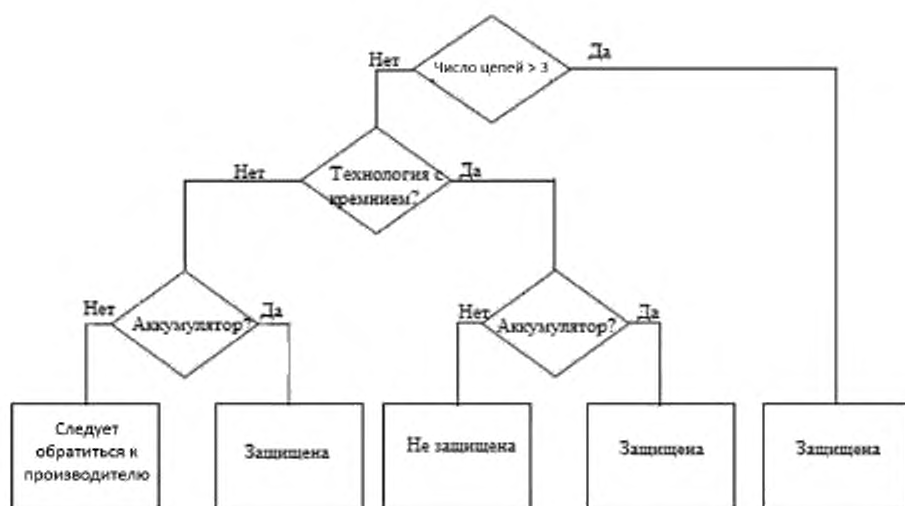 Число цепей > 3
Нет
Да
Технология с
кремнием?
Нет
Да
Аккумулятор?
Нет
Да
Аккумулятор?
Нет
Да
Следует
обратиться к
производителю
Защищена
Не защищена
Защищена
Защищена